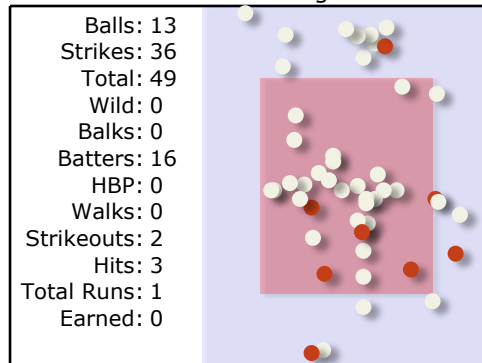 Balls: 13
Strikes: 36
Total: 49
Wild: 0
Balks: 0
Batters: 16
HBP: 0
Walks: 0
Strikeouts: 2
Hits: 3
Total Runs: 1
Earned: 0